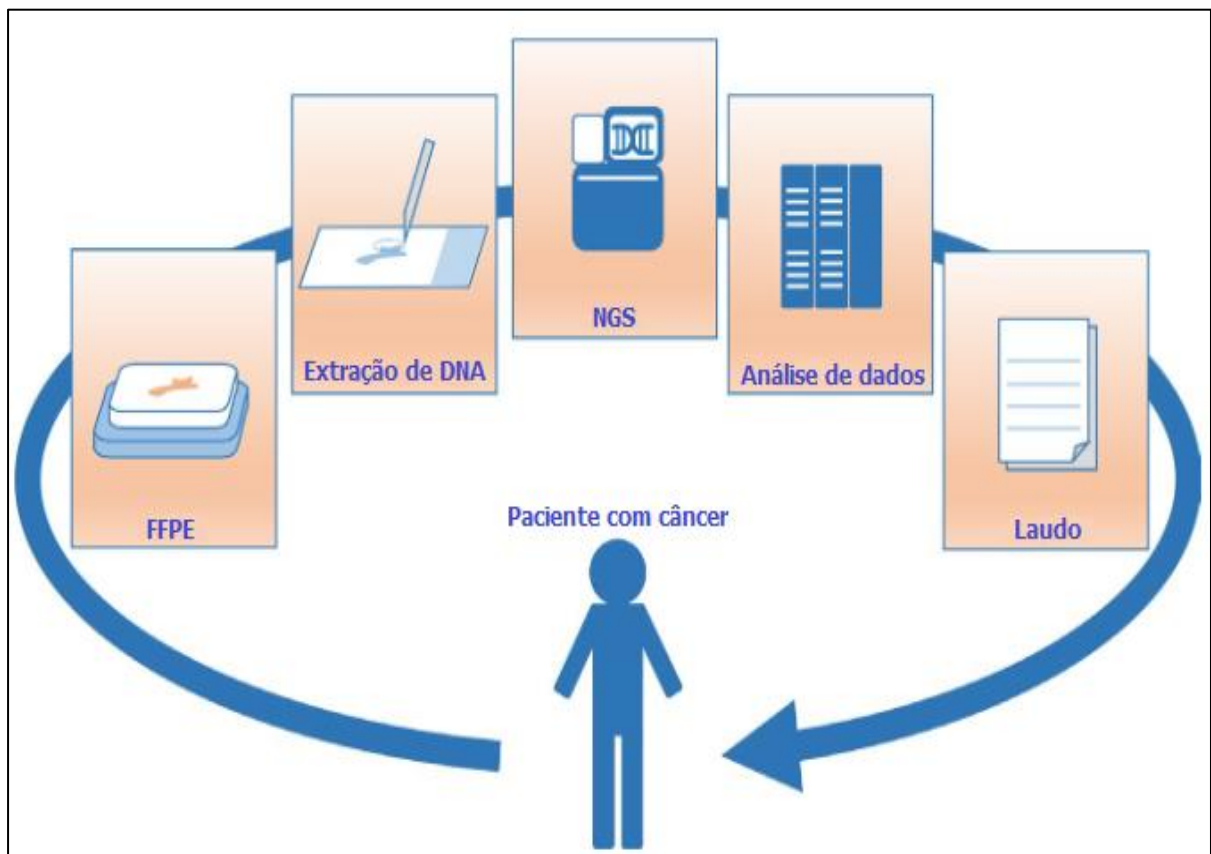 FFPE
Extração de DNA
NGS
Análise de dados
Laudo
Paciente com câncer